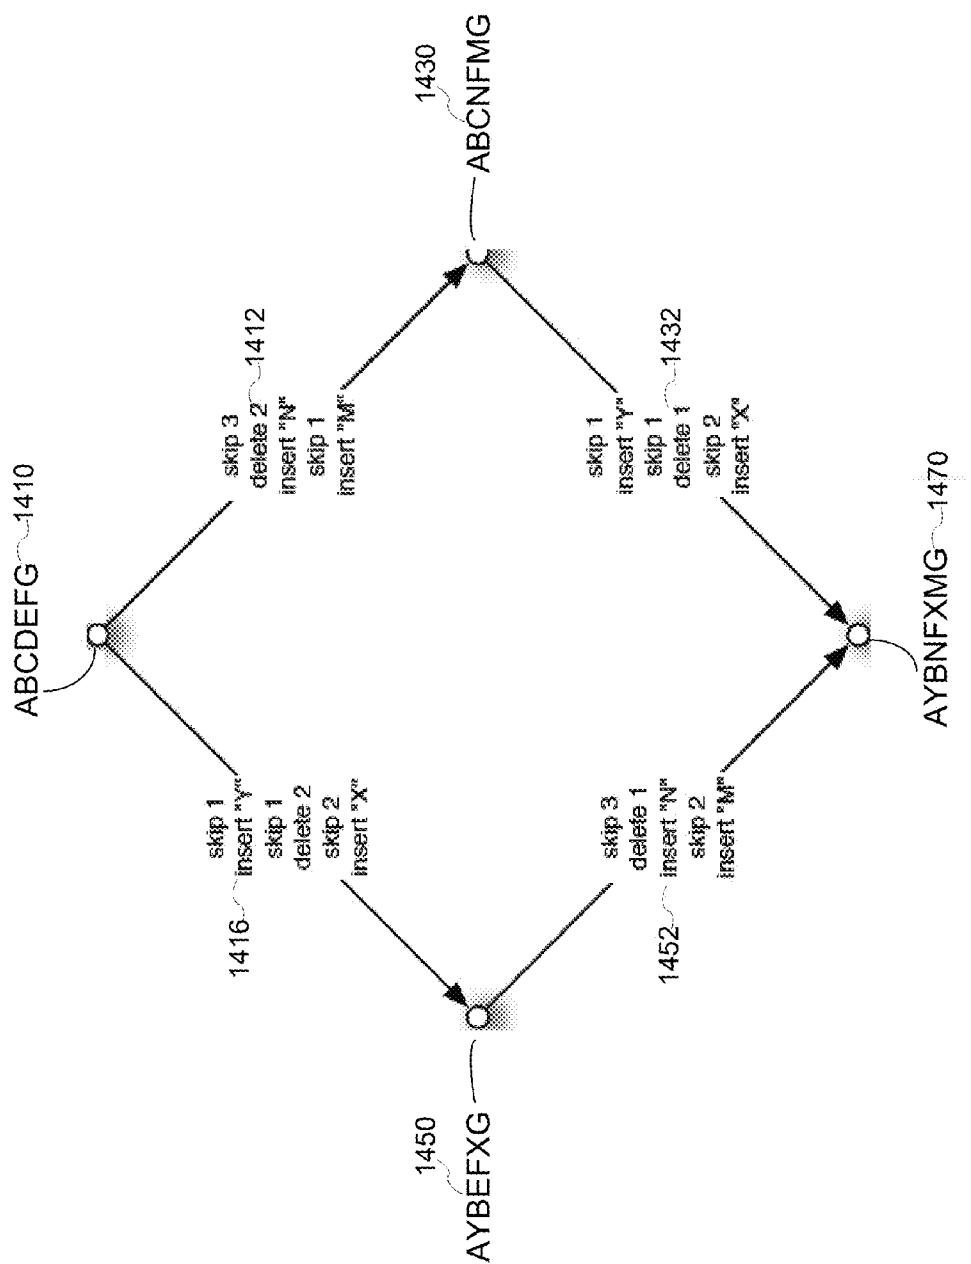 ABCDEFG 1410
skip 1
insert "Y"
skip 1
delete 2
skip 2
insert "X"
1416
skip 3
delete 2
insert "N"
skip 1
insert "M"
1412
1450
AYBEFXG
1430
ABCNFMG
skip 3
delete 1
insert "N"
skip 2
insert "M"
1452
skip 1
insert "Y"
skip 1
delete 1
skip 2
insert "X"
1432
AYBNFXMG 1470